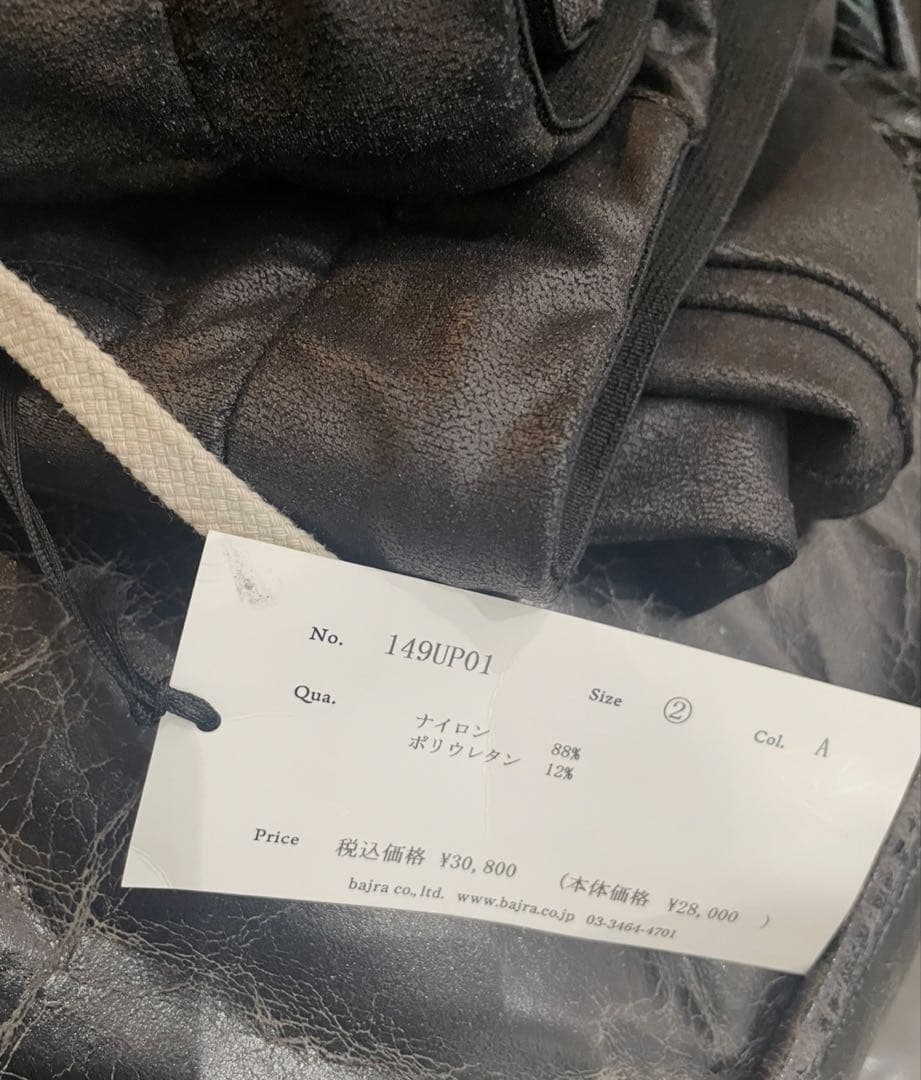 No. 149UP01
Size ② Col. A
Qua.
ナイロン 88%
ポリウレタン 12%
Price 税込価格 ¥30,800 (本体価格 ¥28,000 )
bajra co., ltd. www.bajra.co.jp 03-3464-4701